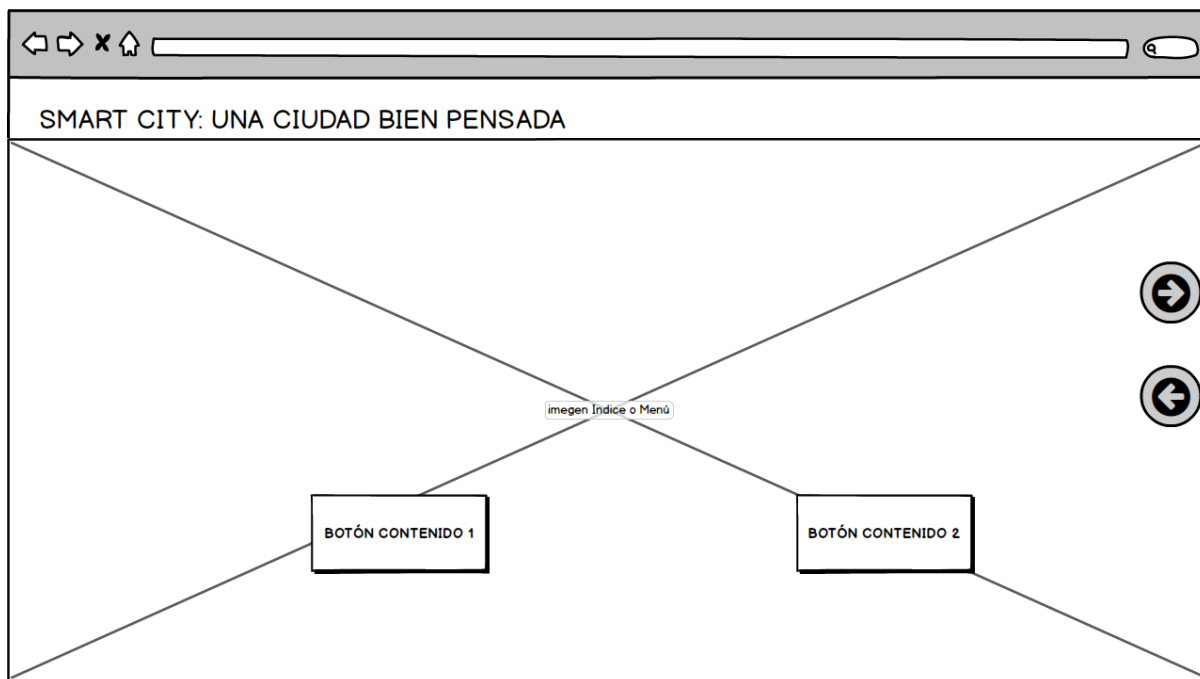 SMART CITY: UNA CIUDAD BIEN PENSADA
imegen Índice o Menú
BOTÓN CONTENIDO 1
BOTÓN CONTENIDO 2